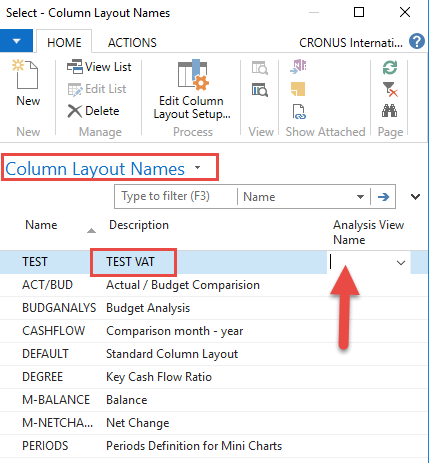 Select - Column Layout Names
HOME ACTIONS CRONUS Internati...
New
View List
Edit List
Delete
Edit Column
Layout Setup...
New Manage Process View Show Attached Page
Column Layout Names
Type to filter (F3) Name
Name Description Analysis View
Name
TEST TEST VAT
ACT/BUD Actual / Budget Comparision
BUDGANALYS Budget Analysis
CASHFLOW Comparison month - year
DEFAULT Standard Column Layout
DEGREE Key Cash Flow Ratio
M-BALANCE Balance
M-NETCHA... Net Change
PERIODS Periods Definition for Mini Charts